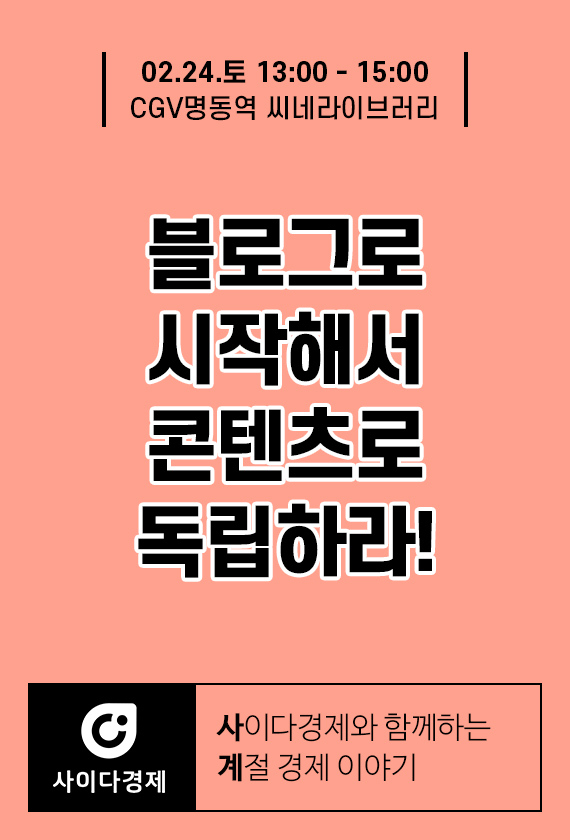 02.24.토 13:00 - 15:00
CGV명동역 씨네라이브러리
블로그로
시작해서
콘텐츠로
독립하라!
사이다경제
사이다경제와 함께하는
계절 경제 이야기